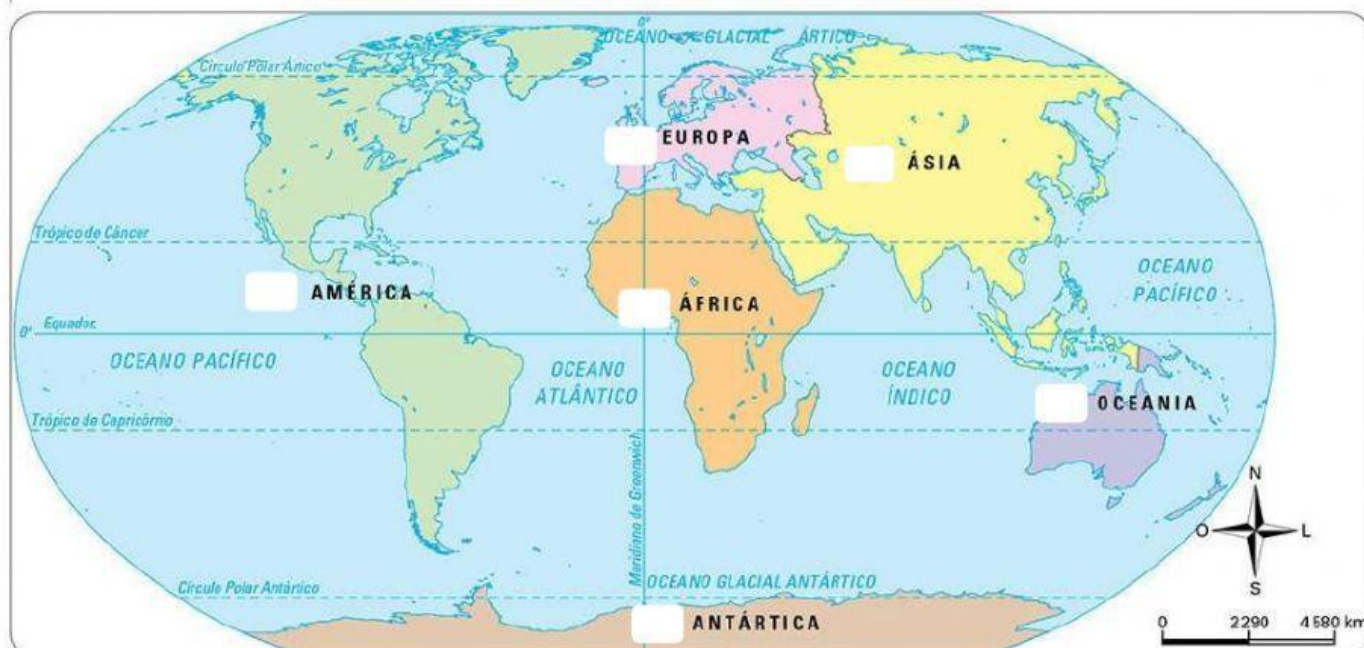 0°
OCEANO GLACIAL ÁRTICO
Círculo Polar Ártico
EUROPA
ÁSIA
Trópico de Câncer
OCEANO
PACÍFICO
AMÉRICA
ÁFRICA
0° Equador
OCEANO PACÍFICO
OCEANO
ATLÂNTICO
OCEANO
ÍNDICO
OCEANIA
Trópico de Capricórnio
Meridiano de Greenwich
N
O L
S
Círculo Polar Antártico
OCEANO GLACIAL ANTÁRTICO
ANTÁRTICA
0 2290 4580 km